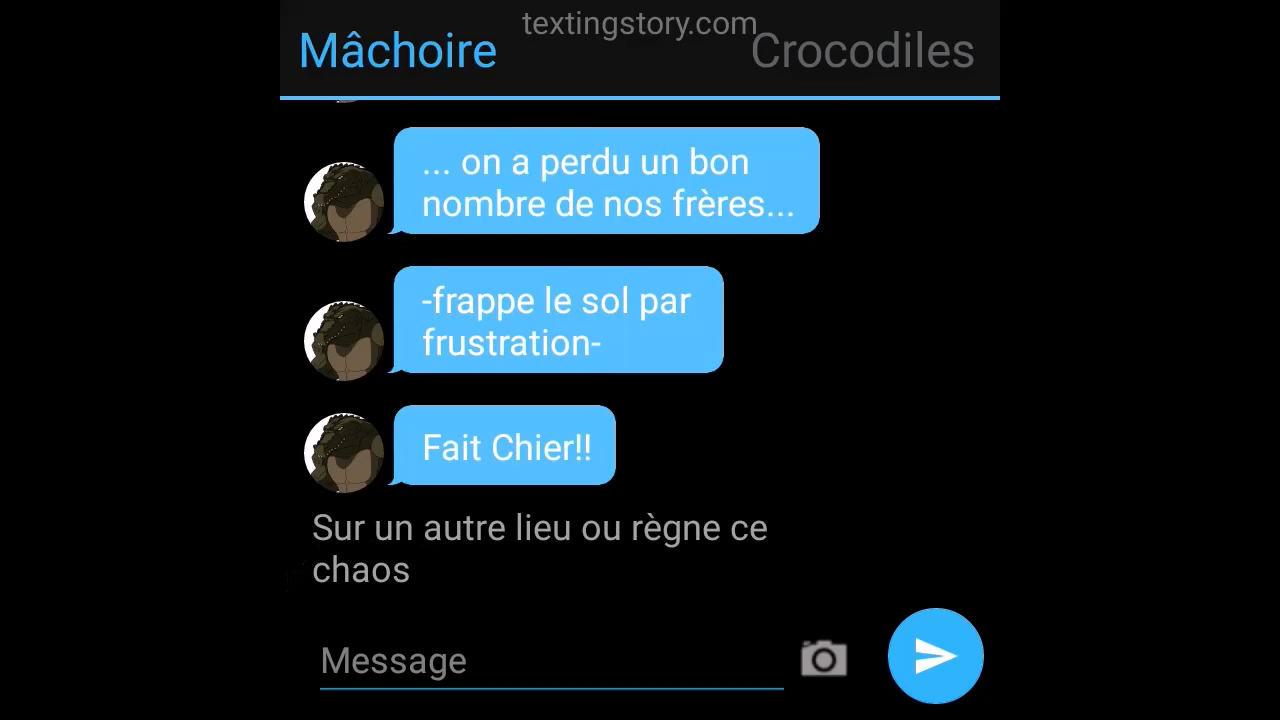 textingstory.com
Mâchoire
Crocodiles
... on a perdu un bon
nombre de nos frères...
-frappe le sol par
frustration-
Fait Chier!!
Sur un autre lieu ou règne ce
chaos
Message